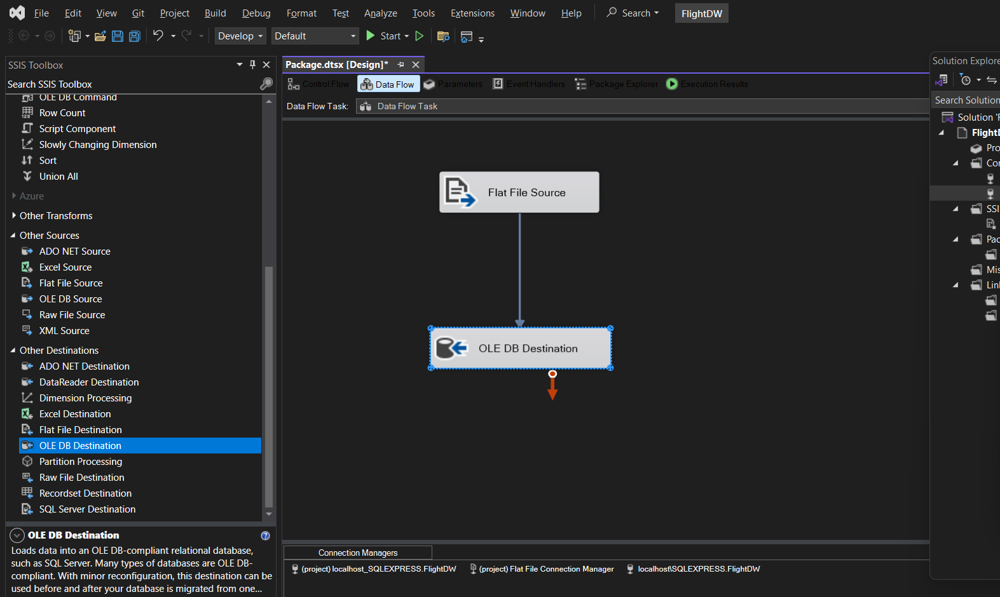 File Edit View Git Project Build Debug Format Test Analyze Tools Extensions Window Help Search FlightDW
Develop Default Start
SSIS Toolbox
Search SSIS Toolbox
OLE DB Command
Row Count
Script Component
Slowly Changing Dimension
Sort
Union All
Azure
Other Transforms
Other Sources
ADO NET Source
Excel Source
Flat File Source
OLE DB Source
Raw File Source
XML Source
Other Destinations
ADO NET Destination
DataReader Destination
Dimension Processing
Excel Destination
Flat File Destination
OLE DB Destination
Partition Processing
Raw File Destination
Recordset Destination
SQL Server Destination
OLE DB Destination
Loads data into an OLE DB-compliant relational database,
such as SQL Server. Many types of databases are OLE DB-
compliant. With minor reconfiguration, this destination can be
used before and after your database is migrated from one...
Package.dtsx [Design]*
Control Flow Data Flow Parameters Event Handlers Package Explorer Execution Results
Data Flow Task: Data Flow Task
Flat File Source
OLE DB Destination
Connection Managers
(project) localhost_SQLEXPRESS.FlightDW (project) Flat File Connection Manager localhost\SQLEXPRESS.FlightDW
Solution Explore
Search Solution
Solution 'F
FlightD
Pro
Con
SSI
Pac
Mis
Lin